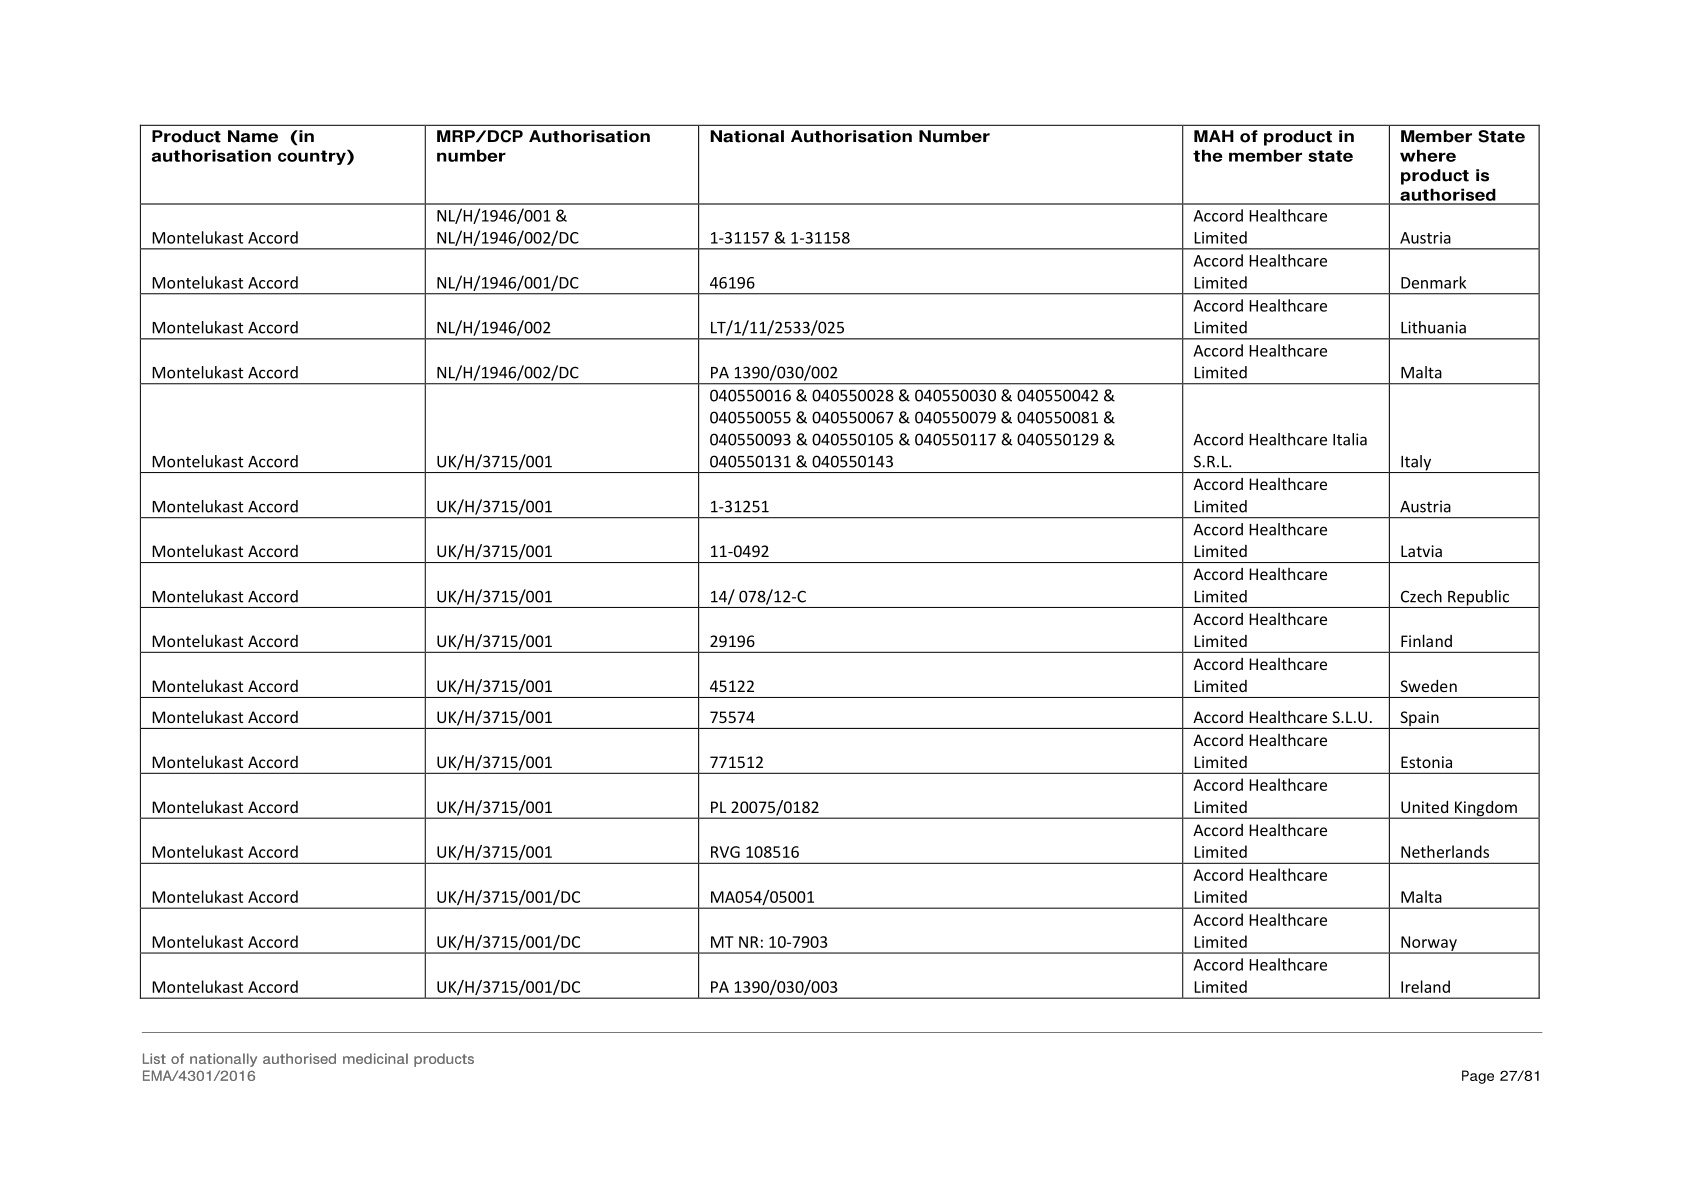 Product Name  (in authorisation country) MRP/DCP Authorisation number National Authorisation Number MAH of product in the member state Member State where product is authorised
Montelukast Accord NL/H/1946/001 & NL/H/1946/002/DC 1-31157 & 1-31158 Accord Healthcare Limited Austria
Montelukast Accord NL/H/1946/001/DC 46196 Accord Healthcare Limited Denmark
Montelukast Accord NL/H/1946/002 LT/1/11/2533/025 Accord Healthcare Limited Lithuania
Montelukast Accord NL/H/1946/002/DC PA 1390/030/002 Accord Healthcare Limited Malta
Montelukast Accord UK/H/3715/001 040550016 & 040550028 & 040550030 & 040550042 & 040550055 & 040550067 & 040550079 & 040550081 & 040550093 & 040550105 & 040550117 & 040550129 & 040550131 & 040550143 Accord Healthcare Italia S.R.L. Italy
Montelukast Accord UK/H/3715/001 1-31251 Accord Healthcare Limited Austria
Montelukast Accord UK/H/3715/001 11-0492 Accord Healthcare Limited Latvia
Montelukast Accord UK/H/3715/001 14/ 078/12-C Accord Healthcare Limited Czech Republic
Montelukast Accord UK/H/3715/001 29196 Accord Healthcare Limited Finland
Montelukast Accord UK/H/3715/001 45122 Accord Healthcare Limited Sweden
Montelukast Accord UK/H/3715/001 75574 Accord Healthcare S.L.U. Spain
Montelukast Accord UK/H/3715/001 771512 Accord Healthcare Limited Estonia
Montelukast Accord UK/H/3715/001 PL 20075/0182 Accord Healthcare Limited United Kingdom
Montelukast Accord UK/H/3715/001 RVG 108516 Accord Healthcare Limited Netherlands
Montelukast Accord UK/H/3715/001/DC MA054/05001 Accord Healthcare Limited Malta
Montelukast Accord UK/H/3715/001/DC MT NR: 10-7903 Accord Healthcare Limited Norway
Montelukast Accord UK/H/3715/001/DC PA 1390/030/003 Accord Healthcare Limited Ireland
List of nationally authorised medicinal products
EMA/4301/2016 Page 27/81